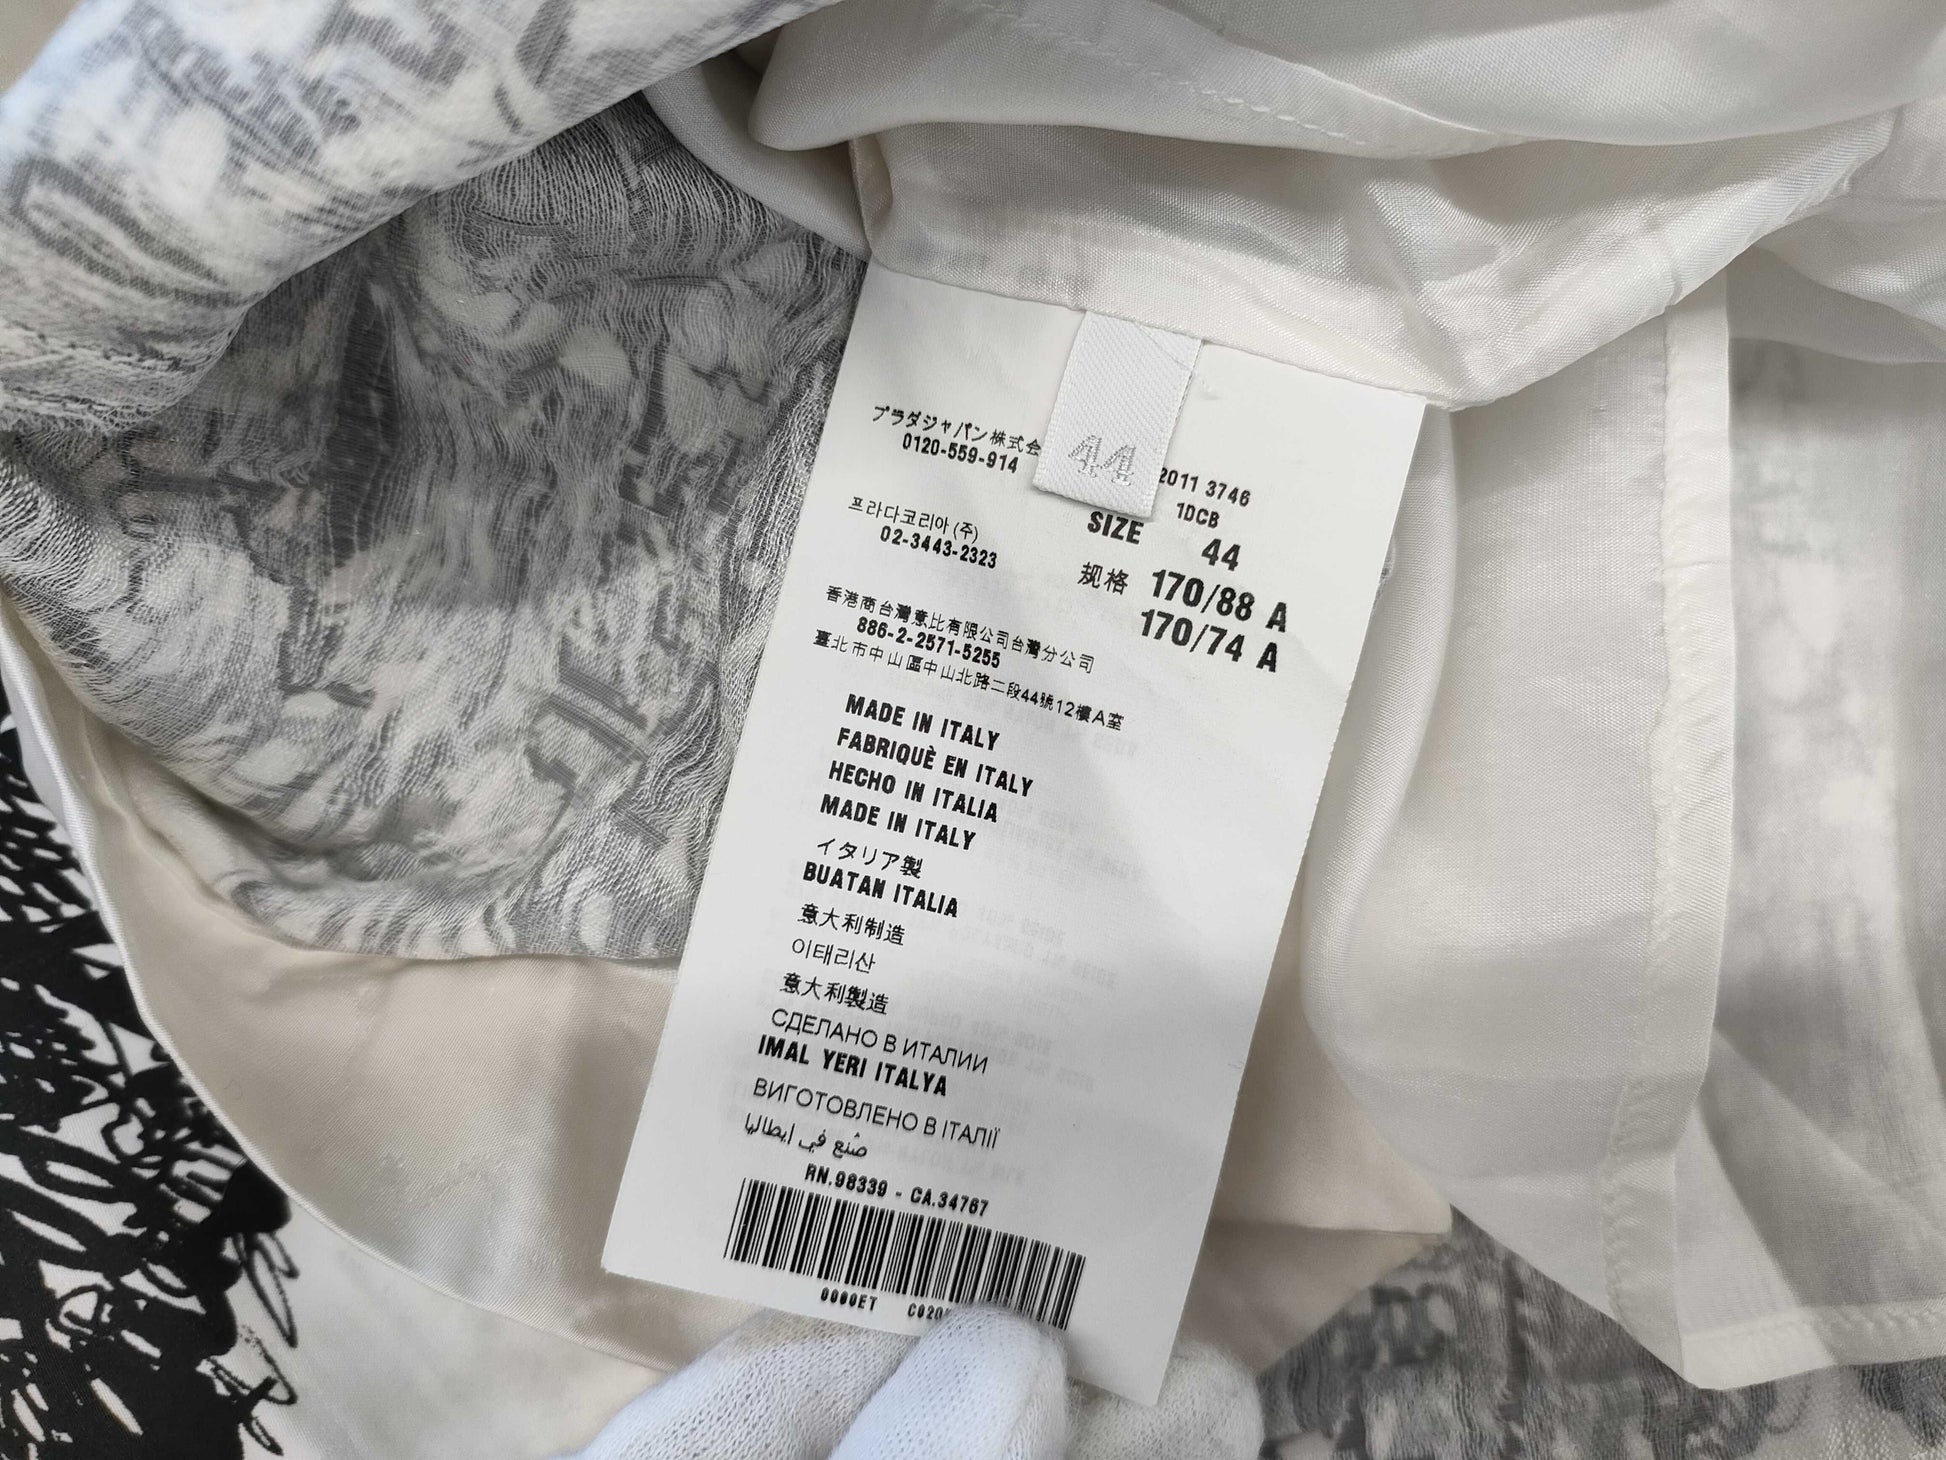 44
プラダジャパン株式会
0120-559-914
2011 3746
1DCB
SIZE 44
规格 170/88 A
170/74 A
프라다코리아(주)
02-3443-2323
香港商台灣意比有限公司台灣分公司
886-2-2571-5255
臺北市中山區中山北路二段44號12樓A室
MADE IN ITALY
FABRIQUÈ EN ITALY
HECHO IN ITALIA
MADE IN ITALY
イタリア製
BUATAN ITALIA
意大利制造
이태리산
意大利製造
СДЕЛАНО В ИТАЛИИ
IMAL YERI ITALYA
ВИГОТОВЛЕНО В ІТАЛІЇ
صُنع في ايطاليا
RN.98339 - CA.34767
0000ET C020